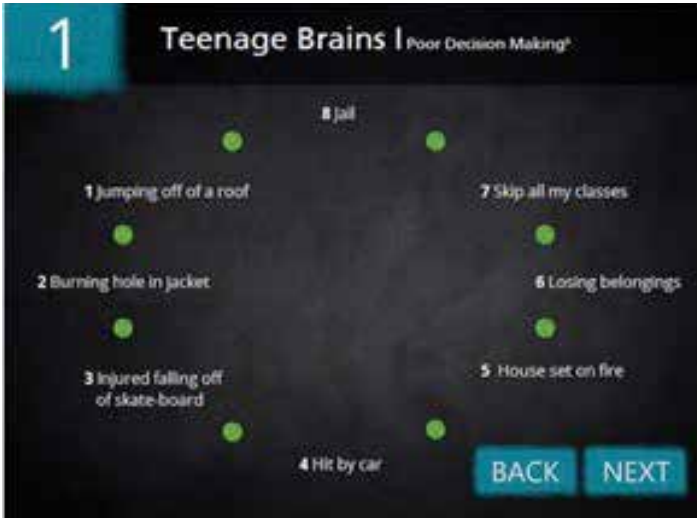 1
Teenage Brains | Poor Decision Making
8 Jail
1 Jumping off of a roof
7 Skip all my classes
2 Burning hole in jacket
6 Losing belongings
3 Injured falling off
of skate-board
5 House set on fire
4 Hit by car
BACK
NEXT